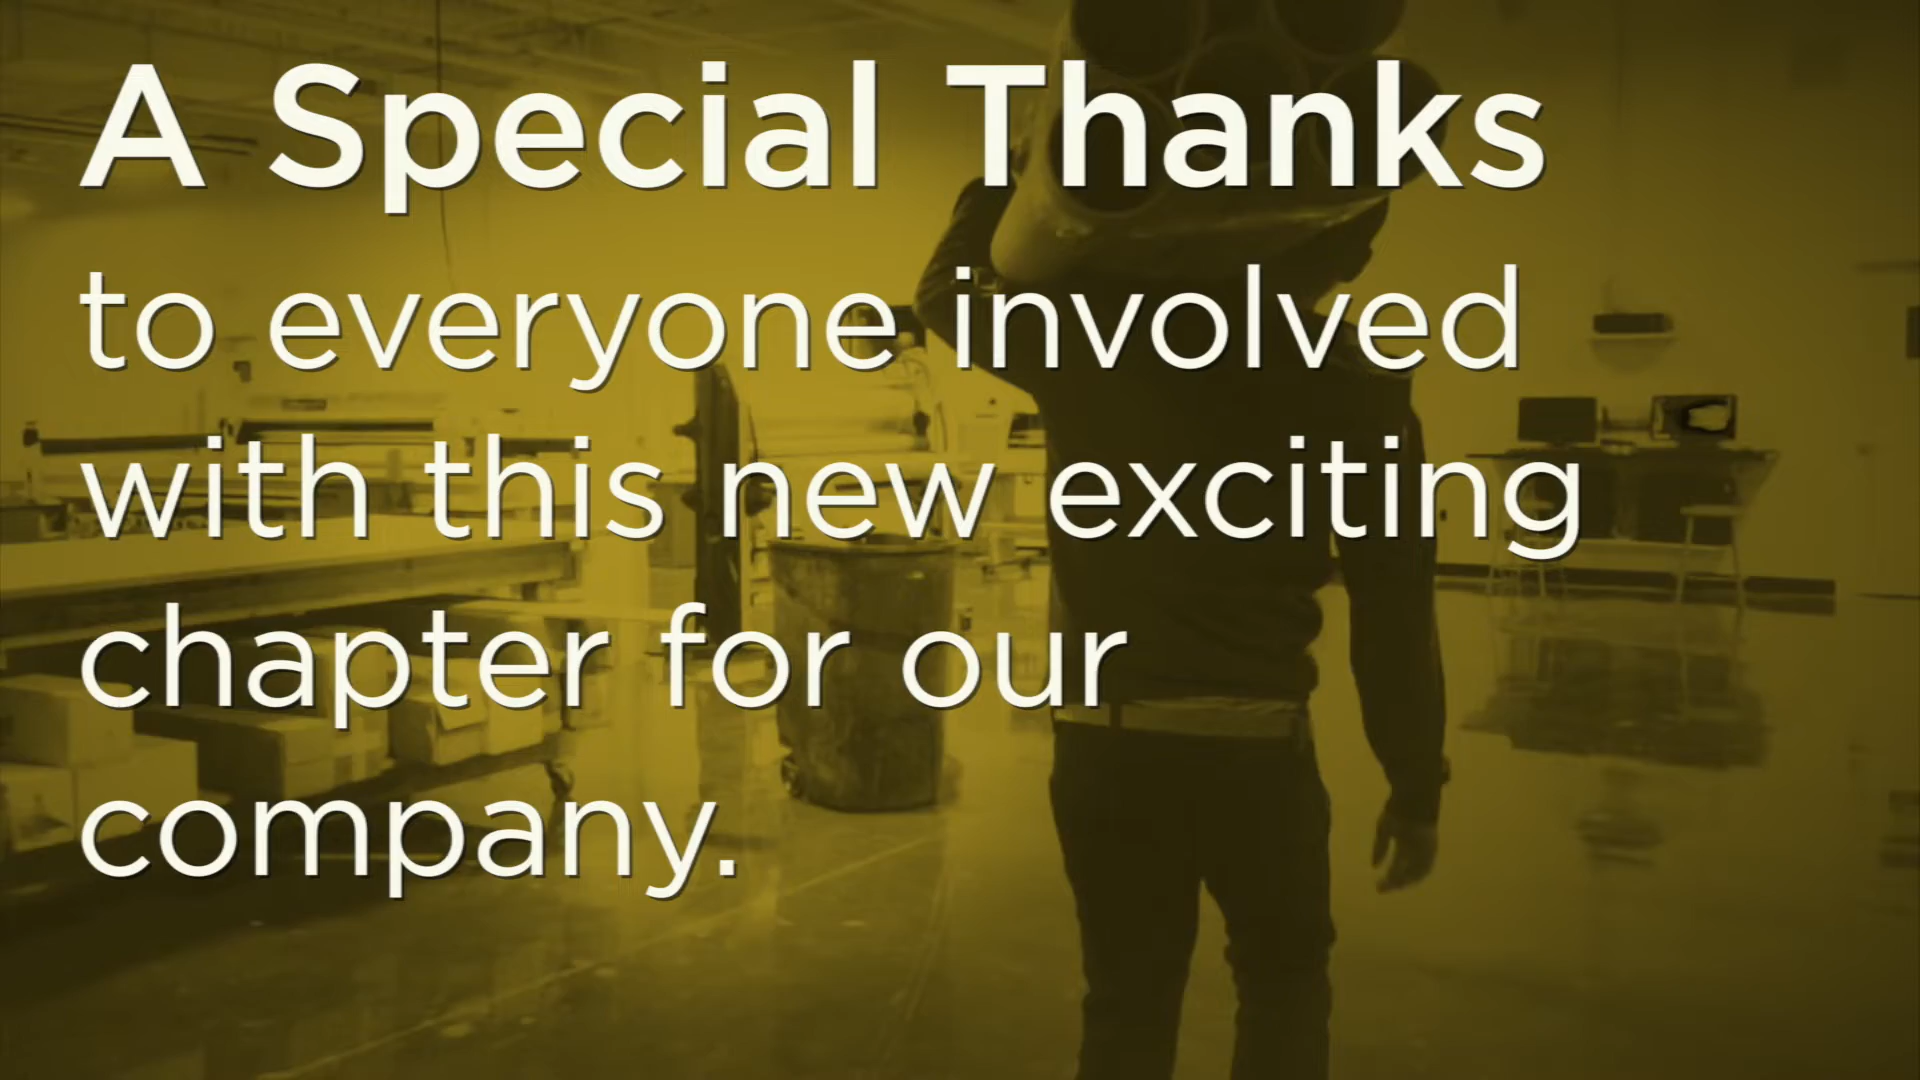 A Special Thanks
to everyone involved
with this new exciting
chapter for our
company.